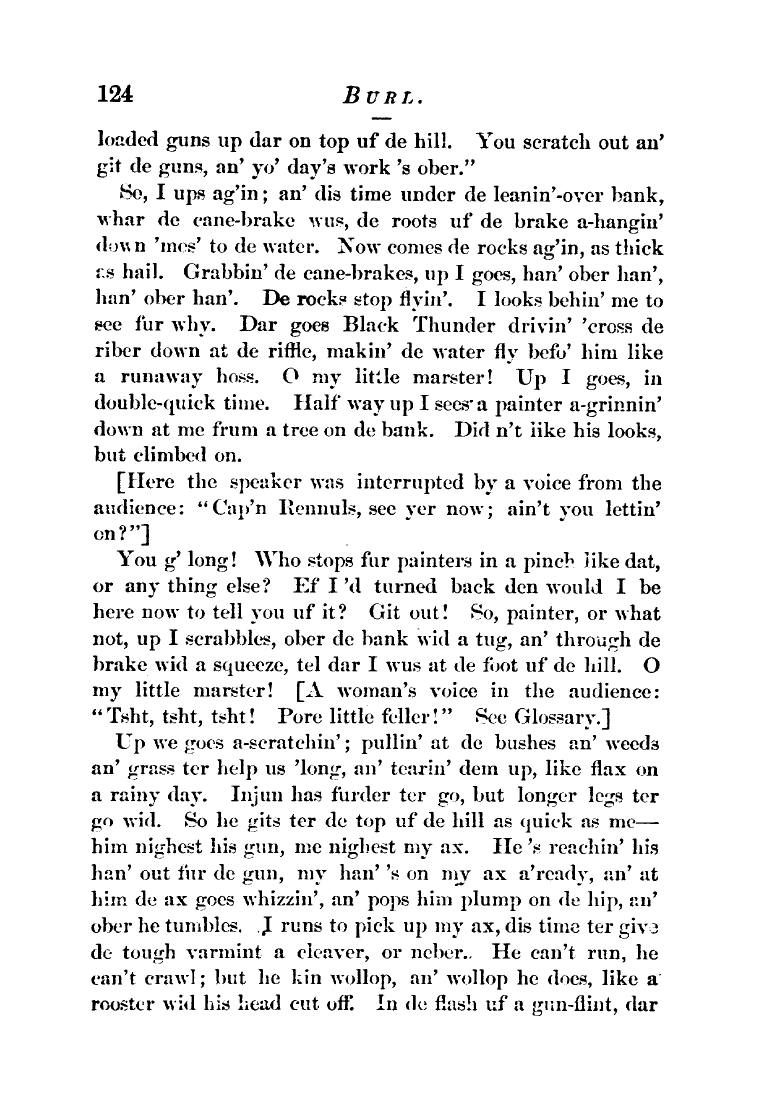 124 BURL.
loaded guns up dar on top uf de hill. You scratch out an'
git de guns, an' yo' day's work 's ober."
So, I ups ag'in; an' dis time under de leanin'-over bank,
whar de cane-brake wus, de roots uf de brake a-hangin'
down 'mos' to de water. Now comes de rocks ag'in, as thick
as hail. Grabbin' de cane-brakes, up I goes, han' ober han',
han' ober han'. De rocks stop flyin'. I looks behin' me to
see fur why. Dar goes Black Thunder drivin' 'cross de
riber down at de riffle, makin' de water fly befo' him like
a runaway hoss. O my little marster! Up I goes, in
double-quick time. Half way up I sees a painter a-grinnin'
down at me frum a tree on de bank. Did n't like his looks,
but climbed on.
[Here the speaker was interrupted by a voice from the
audience: "Cap'n Rennuls, see yer now; ain't you lettin'
on?"]
You g' long! Who stops fur painters in a pinch like dat,
or any thing else? Ef I 'd turned back den would I be
here now to tell you uf it? Git out! So, painter, or what
not, up I scrabbles, ober de bank wid a tug, an' through de
brake wid a squeeze, tel dar I wus at de foot uf de hill. O
my little marster! [A woman's voice in the audience:
"Tsht, tsht, tsht! Pore little feller!" See Glossary.]
Up we goes a-scratchin'; pullin' at de bushes an' weeds
an' grass ter help us 'long, an' tearin' dem up, like flax on
a rainy day. Injun has furder ter go, but longer legs ter
go wid. So he gits ter de top uf de hill as quick as me—
him nighest his gun, me nighest my ax. He 's reachin' his
han' out fur de gun, my han' 's on my ax a'ready, an' at
him de ax goes whizzin', an' pops him plump on de hip, an'
ober he tumbles. I runs to pick up my ax, dis time ter give
de tough varmint a cleaver, or neber. He can't run, he
can't crawl; but he kin wollop, an' wollop he does, like a
rooster wid his head cut off. In de flash uf a gun-flint, dar